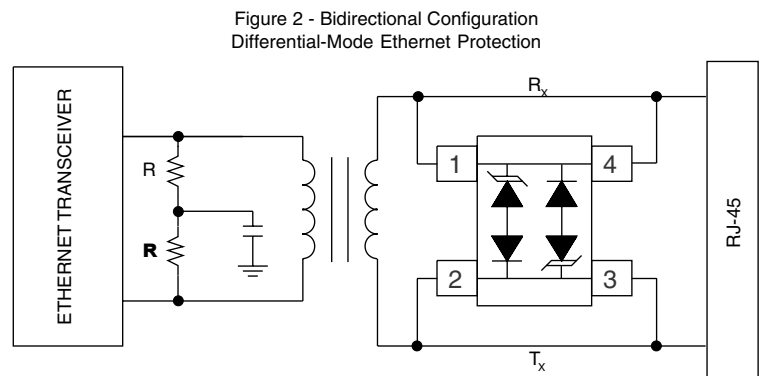 Figure 2 - Bidirectional Configuration
Differential-Mode Ethernet Protection
ETHERNET TRANSCEIVER
R
R
Rx
1
4
2
3
Tx
RJ-45